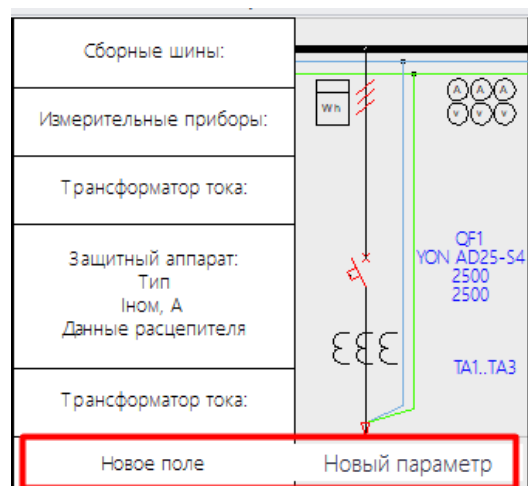 Сборные шины:
Измерительные приборы:
Wh
A A A
v v v
Трансформатор тока:
Защитный аппарат:
Тип
Iном, А
Данные расцепителя
QF1
YON AD25-S4
2500
2500
TA1..TA3
Трансформатор тока:
Новое поле
Новый параметр